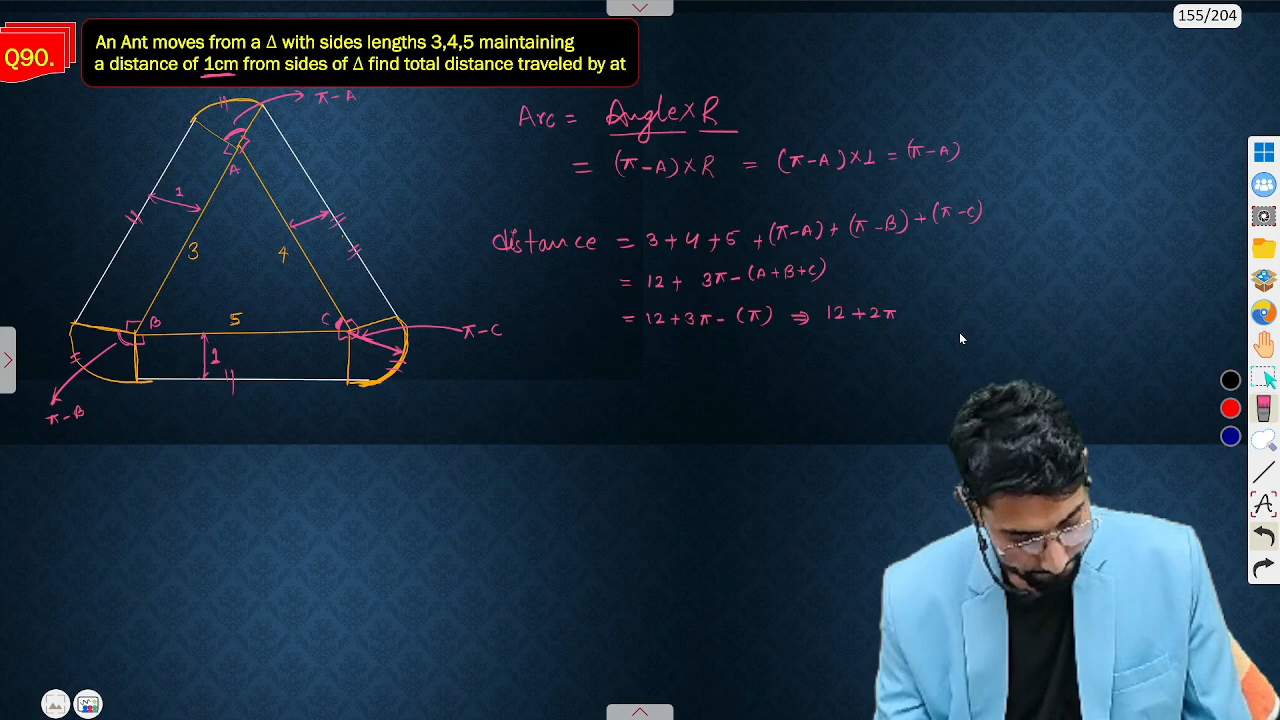 155/204
Q90.
An Ant moves from a Δ with sides lengths 3,4,5 maintaining
a distance of 1cm from sides of Δ find total distance traveled by at
π-A
A
1
3
4
B
5
C
1
π-C
π-B
Arc = Angle×R
= (π-A)×R = (π-A)×1 = (π-A)
distance = 3+4+5 +(π-A)+(π-B)+(π-C)
= 12+ 3π-(A+B+C)
= 12+3π-(π) ⇒ 12+2π
A